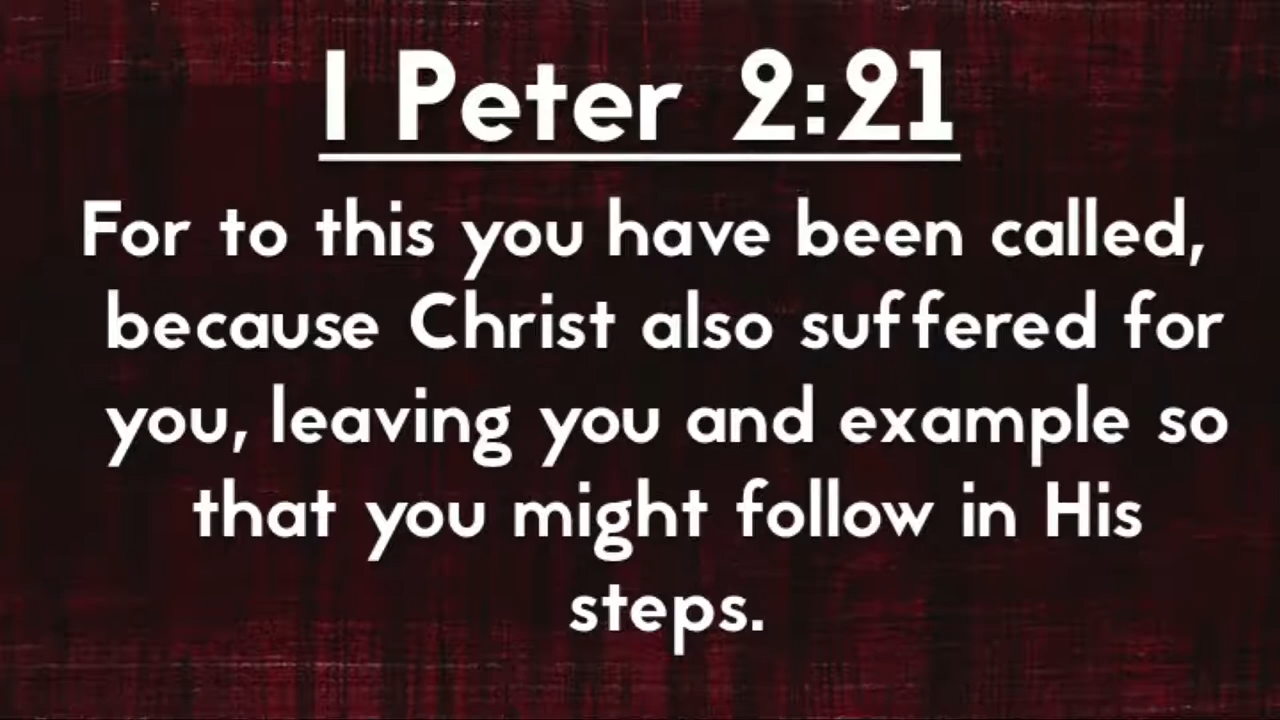 I Peter 2:21
For to this you have been called,
because Christ also suffered for
you, leaving you and example so
that you might follow in His
steps.